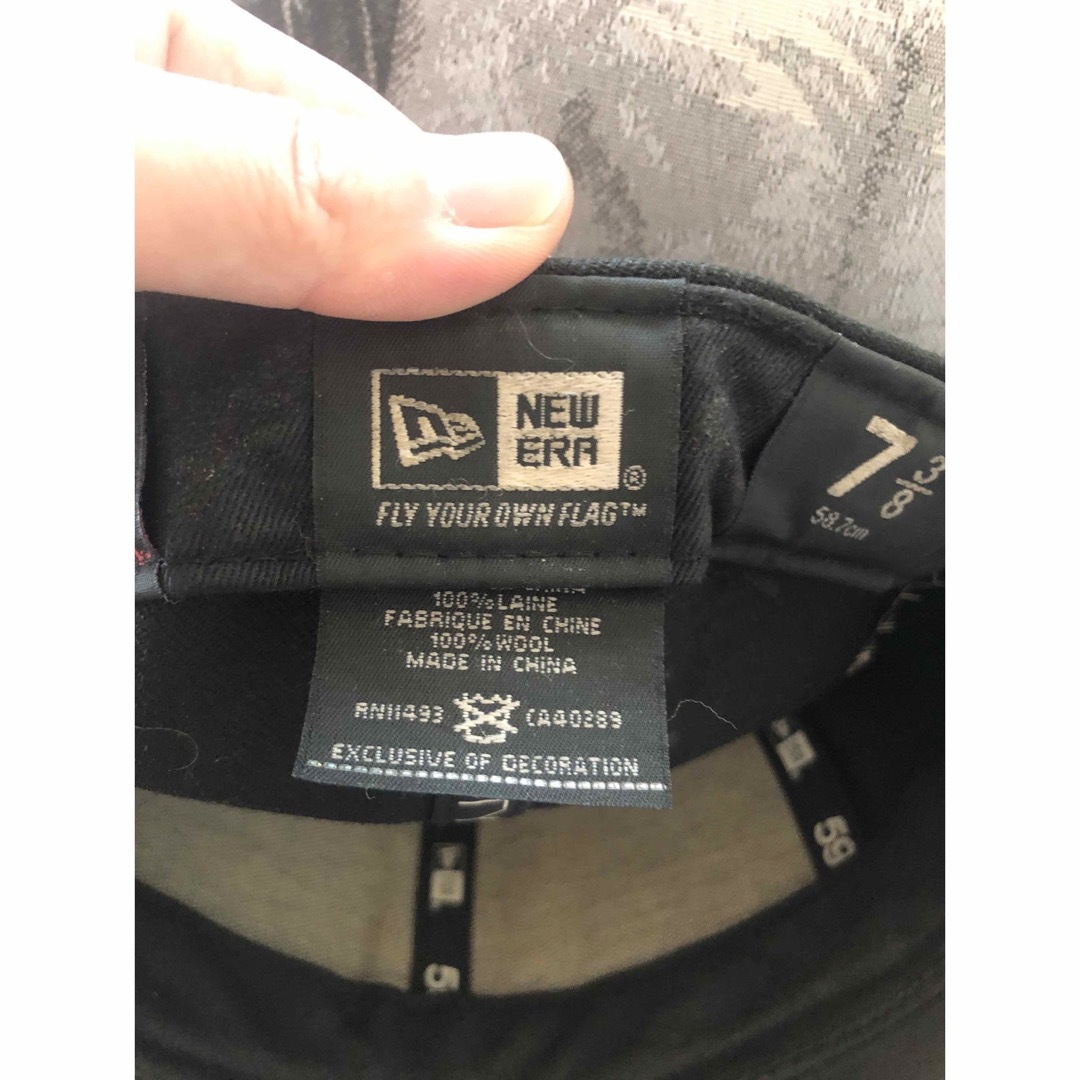 NEW
ERA®
FLY YOUR OWN FLAG™
7 3/8
58.7cm
100% LAINE
FABRIQUE EN CHINE
100% WOOL
MADE IN CHINA
RN11493
CA40289
EXCLUSIVE OF DECORATION
59